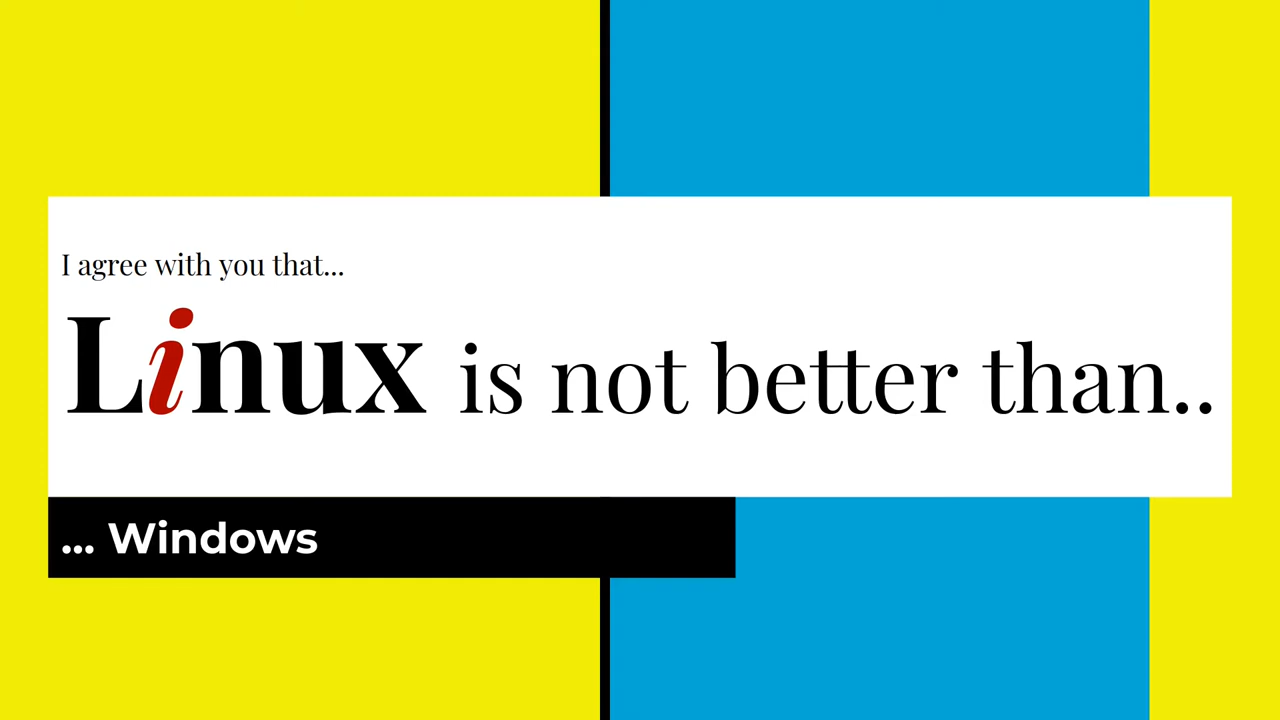 I agree with you that...
Linux is not better than..
... Windows